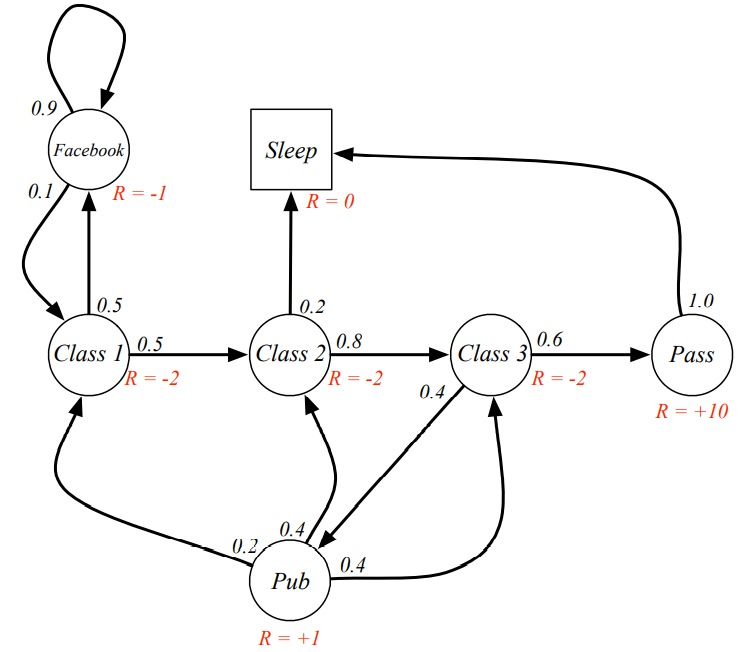 0.9
Facebook
0.1
R = -1
Sleep
R = 0
0.5
Class 1
0.5
R = -2
0.2
Class 2
0.8
R = -2
Class 3
0.6
R = -2
0.4
1.0
Pass
R = +10
0.2
0.4
0.4
Pub
R = +1